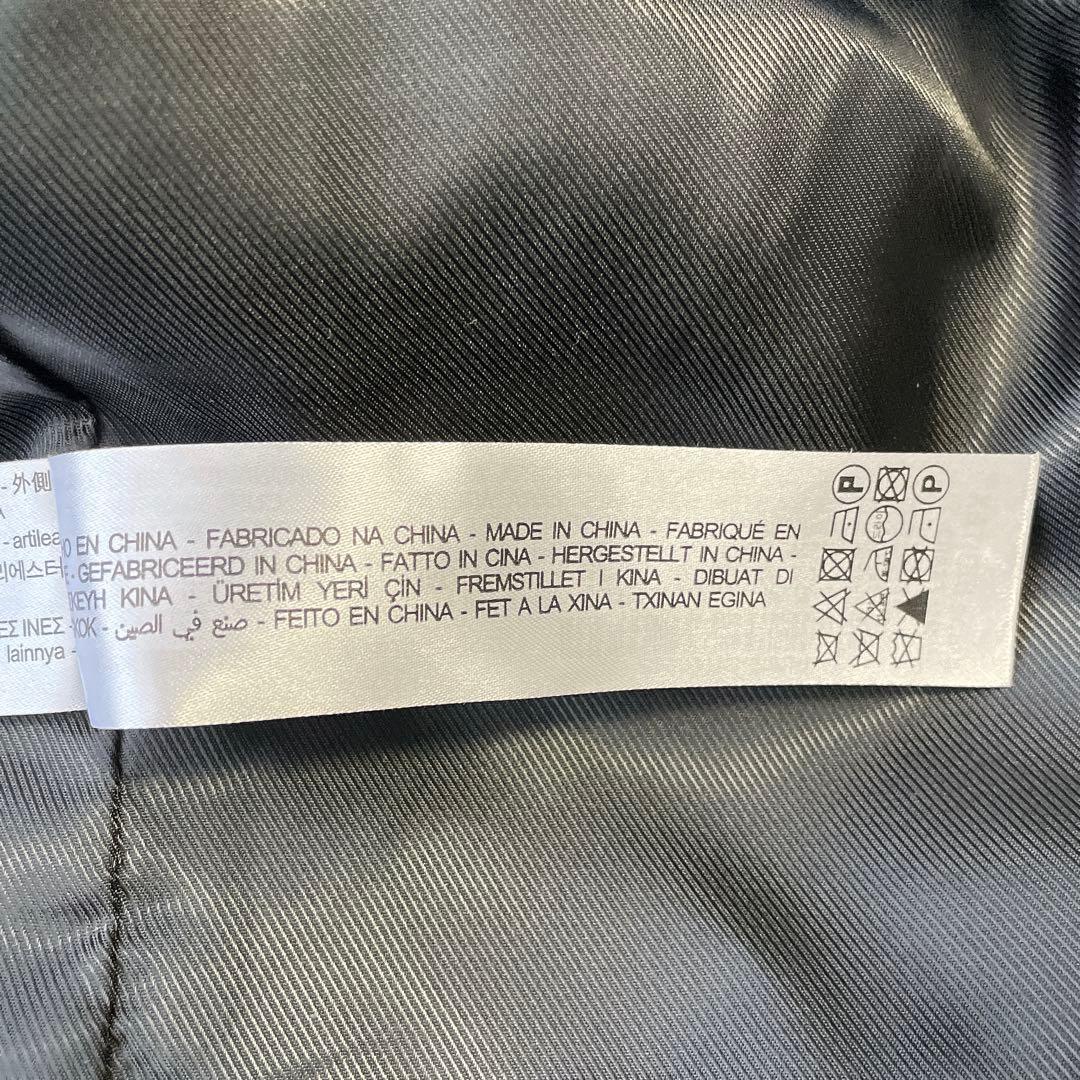 - 外側
- artilea
리에스터
ΕΣ ΙΝΕΣ -
lainnya -
O EN CHINA - FABRICADO NA CHINA - MADE IN CHINA - FABRIQUÉ EN
- GEFABRICEERD IN CHINA - FATTO IN CINA - HERGESTELLT IN CHINA -
KINA - ÜRETİM YERİ ÇİN - FREMSTILLET I KINA - DIBUAT DI
صنع في الصين - FEITO EN CHINA - FET A LA XINA - TXINAN EGINA
P P